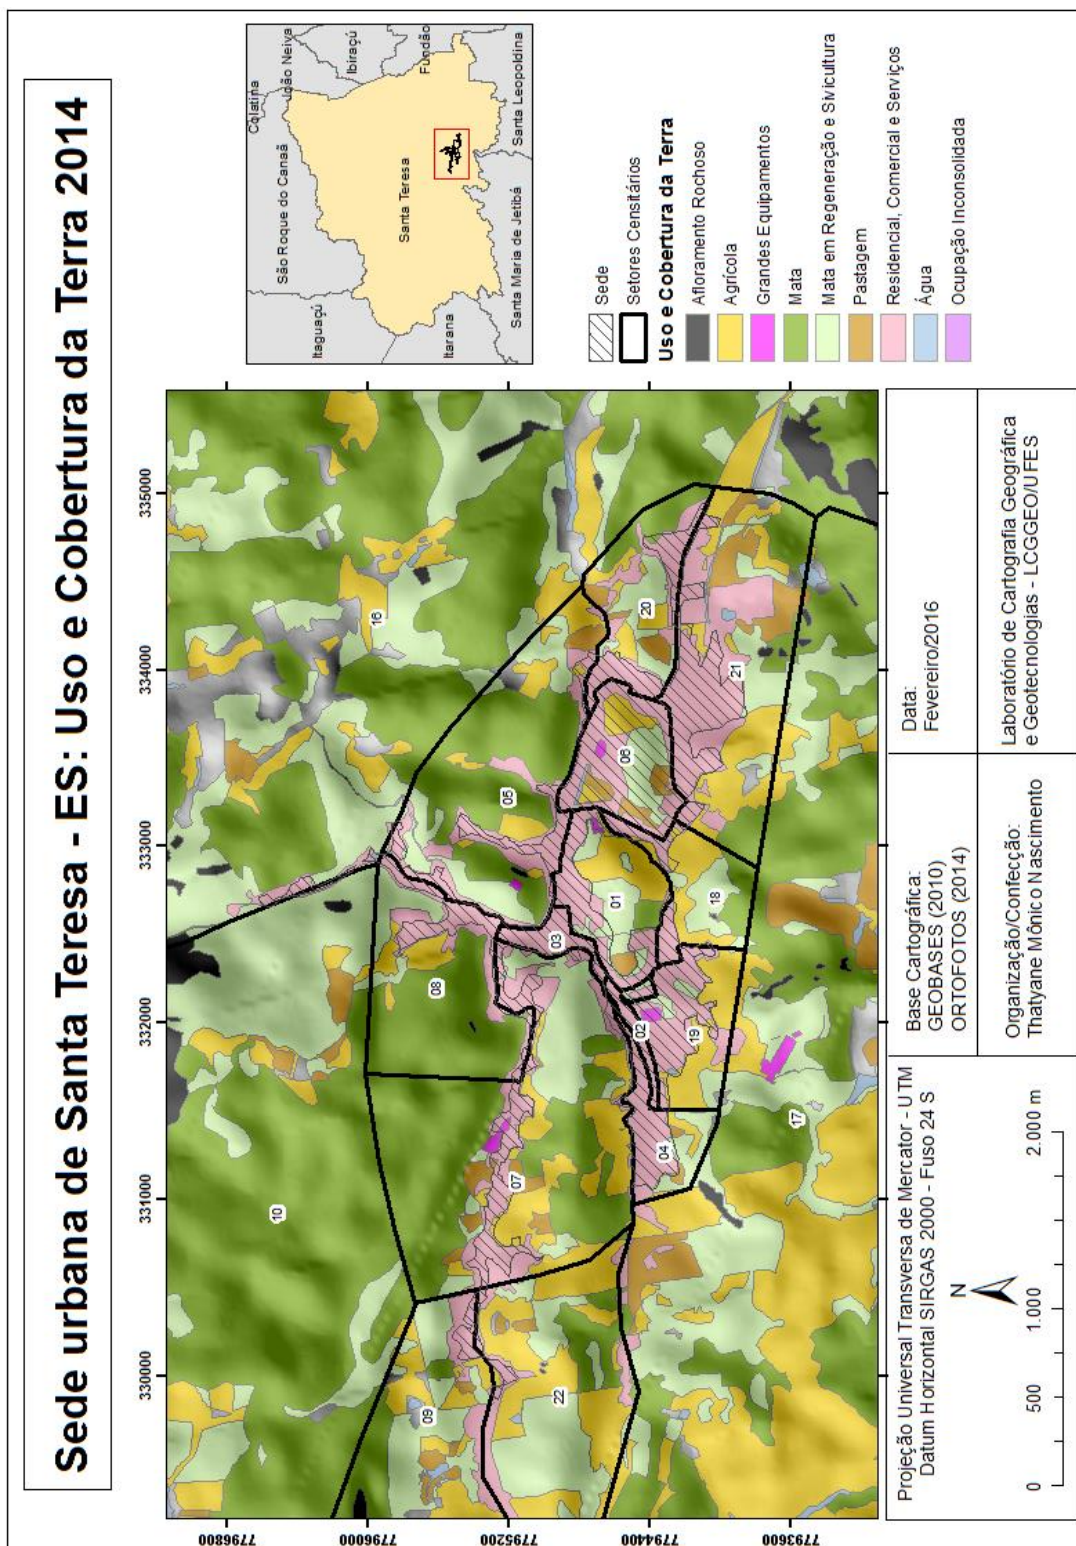 Sede urbana de Santa Teresa - ES: Uso e Cobertura da Terra 2014
330000
331000
332000
333000
334000
335000
7796800
7796000
7795200
7794400
7793600
10
16
09
07
08
05
03
01
06
20
21
22
04
02
19
18
17
Colatina
João Neiva
Ibiraçú
Fundão
São Roque do Canaã
Itaguaçú
Santa Teresa
Itarana
Santa Leopoldina
Santa Maria de Jetibá
Sede
Setores Censitários
Uso e Cobertura da Terra
Afloramento Rochoso
Agrícola
Grandes Equipamentos
Mata
Mata em Regeneração e Sivicultura
Pastagem
Residencial, Comercial e Serviços
Água
Ocupação Inconsolidada
Projeção Universal Transversa de Mercator - UTM
Datum Horizontal SIRGAS 2000 - Fuso 24 S
N
0 500 1.000 2.000 m
Base Cartográfica:
GEOBASES (2010)
ORTOFOTOS (2014)
Data:
Fevereiro/2016
Organização/Confecção:
Thatyane Mônico Nascimento
Laboratório de Cartografia Geográfica
e Geotecnologias - LCGGEO/UFES